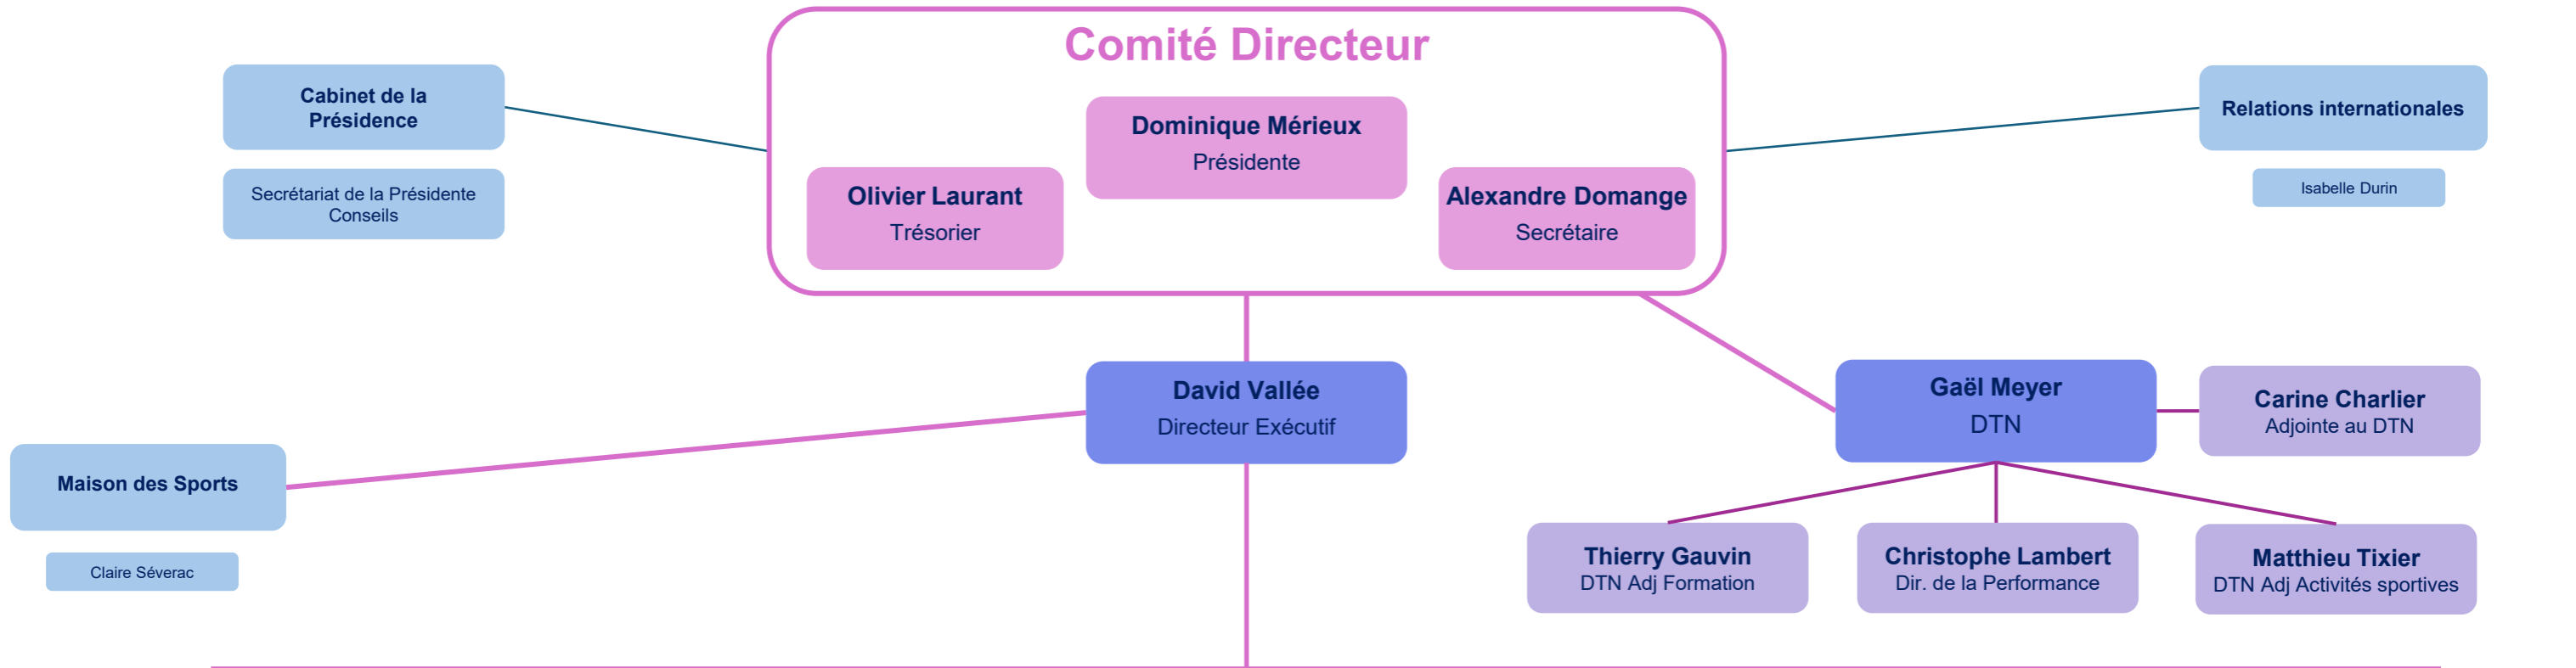 Comité Directeur
Cabinet de la
Présidence
Secrétariat de la Présidente
Conseils
Dominique Mérieux
Présidente
Olivier Laurant
Trésorier
Alexandre Domange
Secrétaire
Relations internationales
Isabelle Durin
David Vallée
Directeur Exécutif
Gaël Meyer
DTN
Carine Charlier
Adjointe au DTN
Maison des Sports
Claire Séverac
Thierry Gauvin
DTN Adj Formation
Christophe Lambert
Dir. de la Performance
Matthieu Tixier
DTN Adj Activités sportives